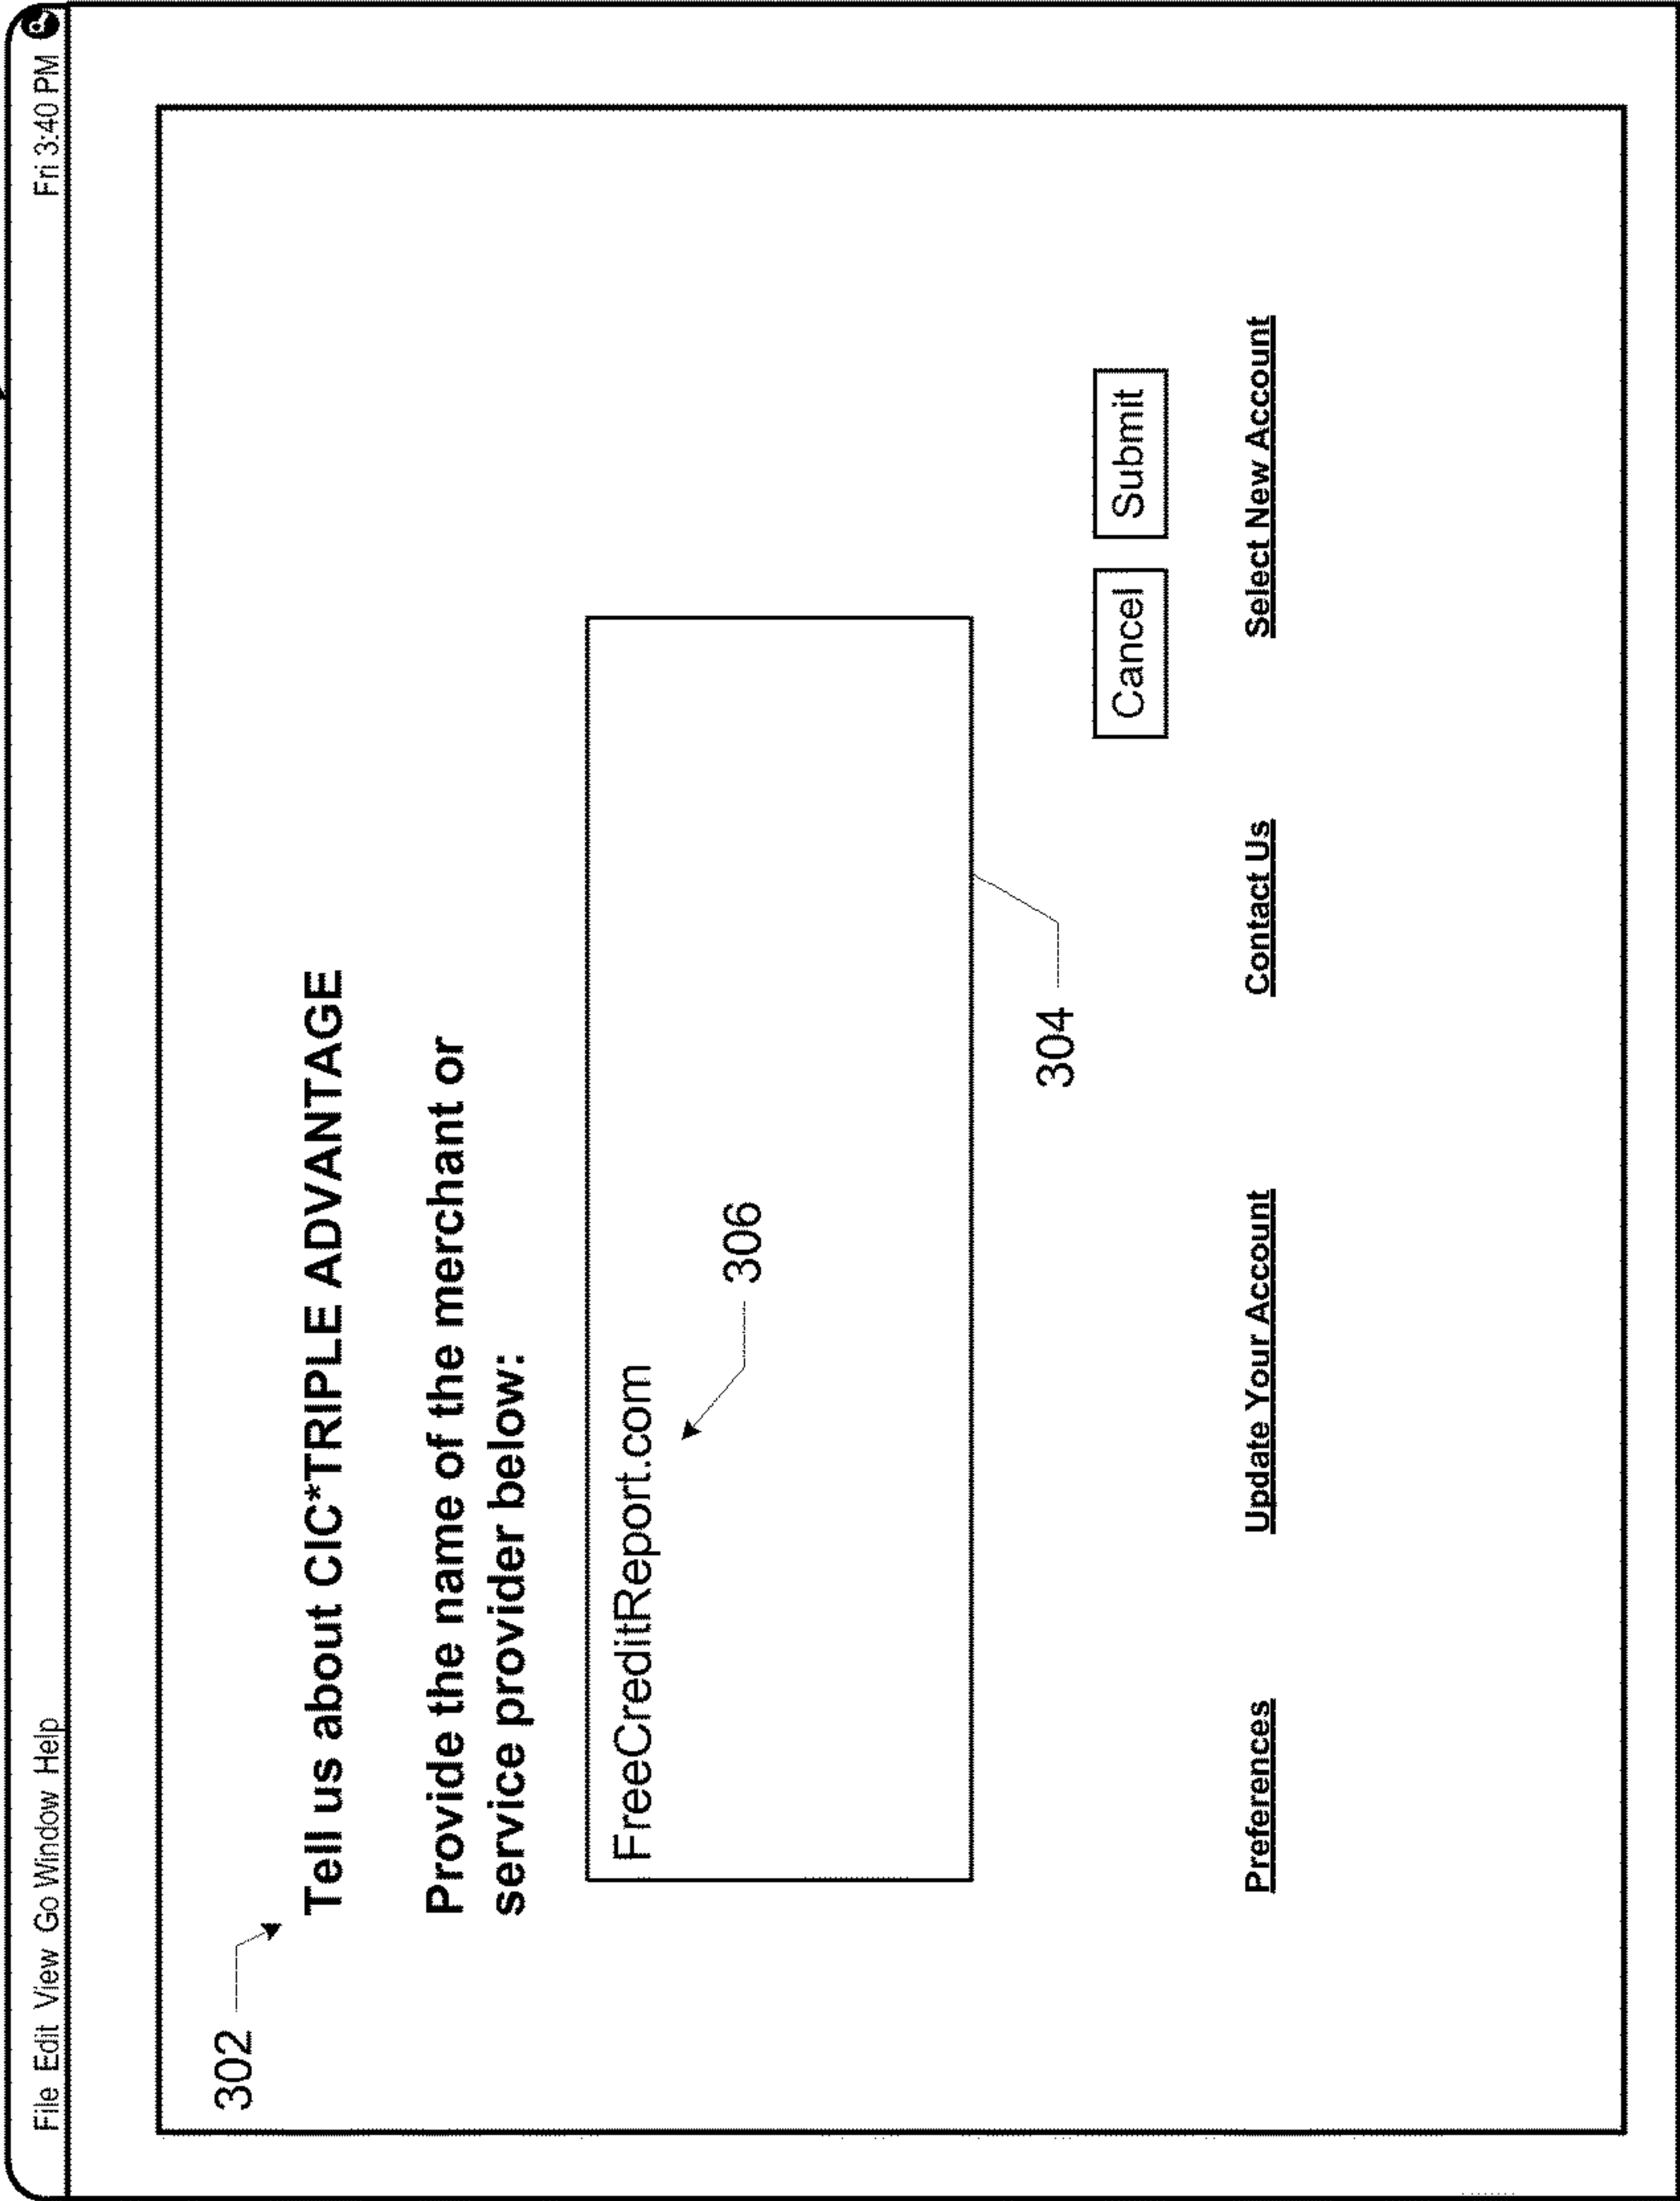 File Edit View Go Window Help Fri 3:40 PM
302
Tell us about CIC*TRIPLE ADVANTAGE
Provide the name of the merchant or
service provider below:
FreeCreditReport.com
306
304
Cancel Submit
Preferences Update Your Account Contact Us Select New Account